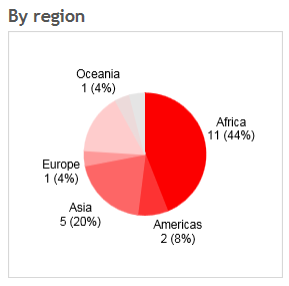 By region
Oceania
1 (4%)
Africa
11 (44%)
Europe
1 (4%)
Asia
5 (20%)
Americas
2 (8%)